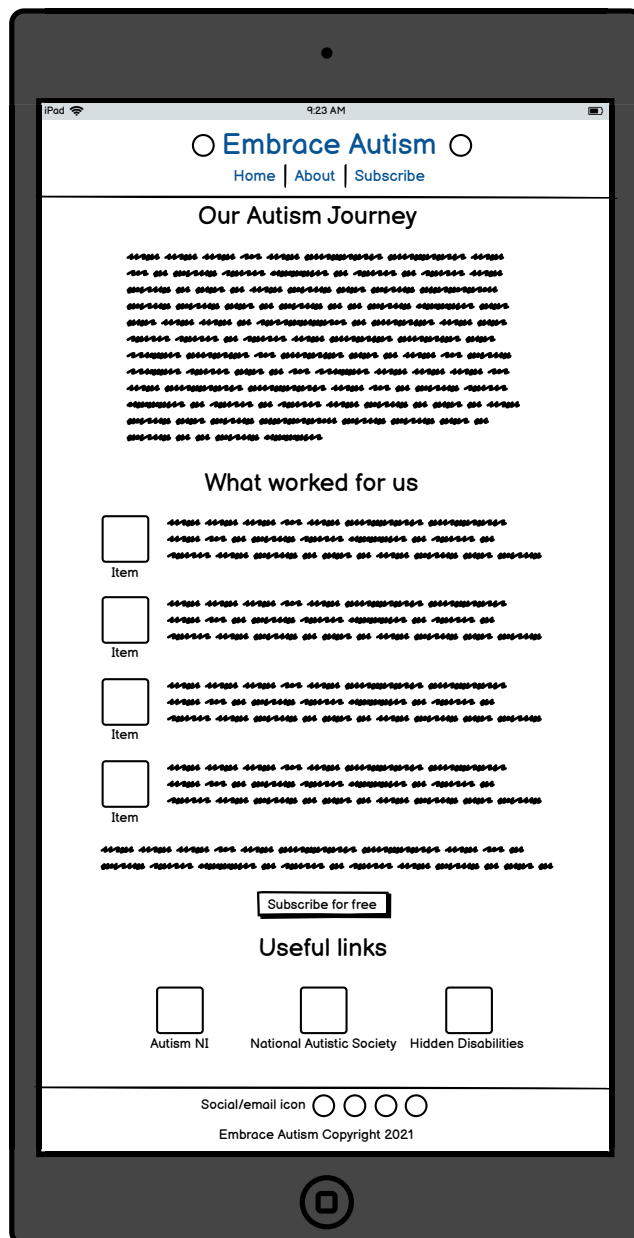 iPad 9:23 AM
Embrace Autism
Home About Subscribe
Our Autism Journey
What worked for us
Item
Item
Item
Item
Subscribe for free
Useful links
Autism NI National Autistic Society Hidden Disabilities
Social/email icon
Embrace Autism Copyright 2021